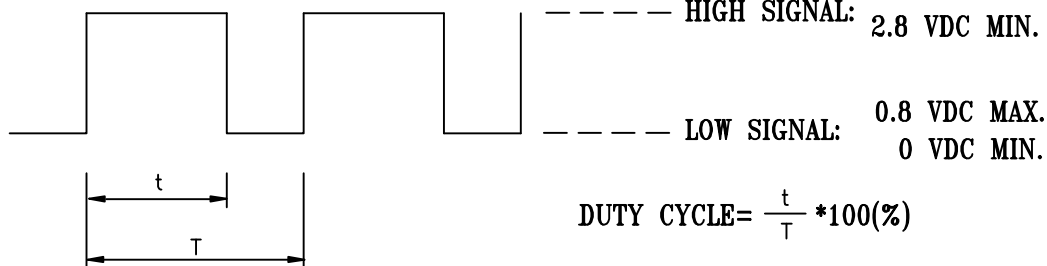 HIGH SIGNAL: 2.8 VDC MIN.
0.8 VDC MAX.
LOW SIGNAL:
0 VDC MIN.
t
DUTY CYCLE= t/T *100(%)
T